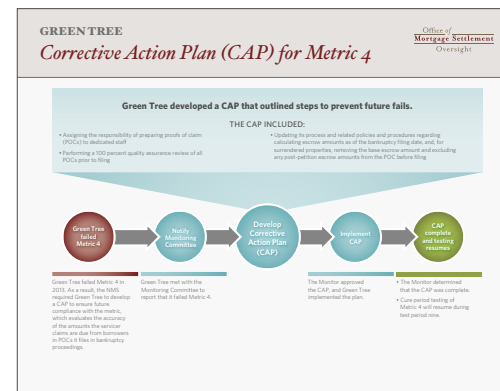 GREEN TREE
Corrective Action Plan (CAP) for Metric 4
Office of
Mortgage Settlement
Oversight
Green Tree developed a CAP that outlined steps to prevent future fails.
THE CAP INCLUDED:
• Assigning the responsibility of preparing proofs of claim
(POCs) to dedicated staff
• Performing a 100 percent quality assurance review of all
POCs prior to filing
• Updating its process and related policies and procedures regarding
calculating escrow amounts as of the bankruptcy filing date, and, for
surrendered properties, removing the base escrow amount and excluding
any post-petition escrow amounts from the POC before filing
Green Tree
failed
Metric 4
Notify
Monitoring
Committee
Develop
Corrective
Action Plan
(CAP)
Implement
CAP
CAP
complete
and testing
resumes
Green Tree failed Metric 4 in
2013. As a result, the NMS
required Green Tree to develop
a CAP to ensure future
compliance with the metric,
which evaluates the accuracy
of the amounts the servicer
claims are due from borrowers
in POCs it files in bankruptcy
proceedings.
Green Tree met with the
Monitoring Committee to
report that it failed Metric 4.
The Monitor approved
the CAP, and Green Tree
implemented the plan.
• The Monitor determined
that the CAP was complete.
• Cure period testing of
Metric 4 will resume during
test period nine.